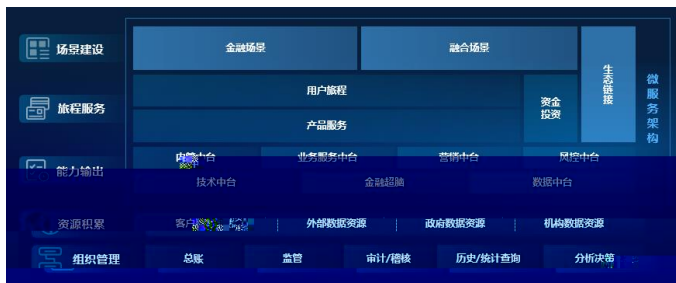 场景建设
金融场景
融合场景
生态链接
微服务架构
用户旅程
旅程服务
资金投资
产品服务
能力输出
内管中台
业务服务中台
营销中台
风控中台
技术中台
金融超脑
数据中台
资源积累
外部数据资源
政府数据资源
机构数据资源
组织管理
总账
监管
审计/稽核
历史/统计查询
分析决策